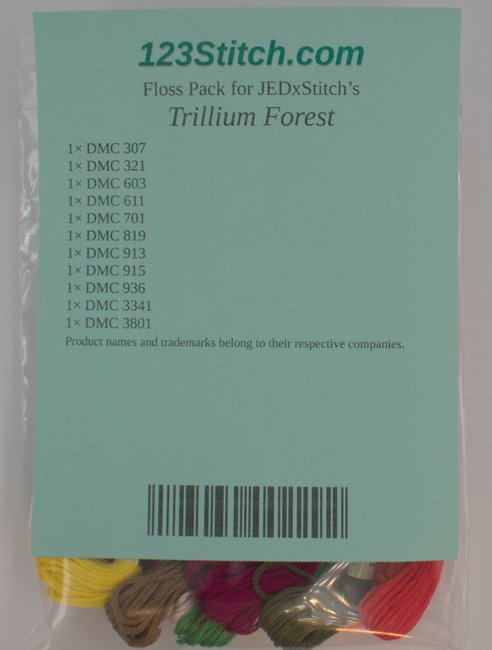 123Stitch.com
Floss Pack for JEDxStitch's
Trillium Forest
1× DMC 307
1× DMC 321
1× DMC 603
1× DMC 611
1× DMC 701
1× DMC 819
1× DMC 913
1× DMC 915
1× DMC 936
1× DMC 3341
1× DMC 3801
Product names and trademarks belong to their respective companies.